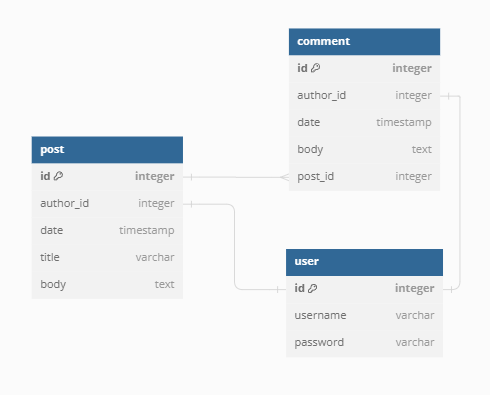 comment
id integer
author_id integer
date timestamp
body text
post_id integer
post
id integer
author_id integer
date timestamp
title varchar
body text
user
id integer
username varchar
password varchar